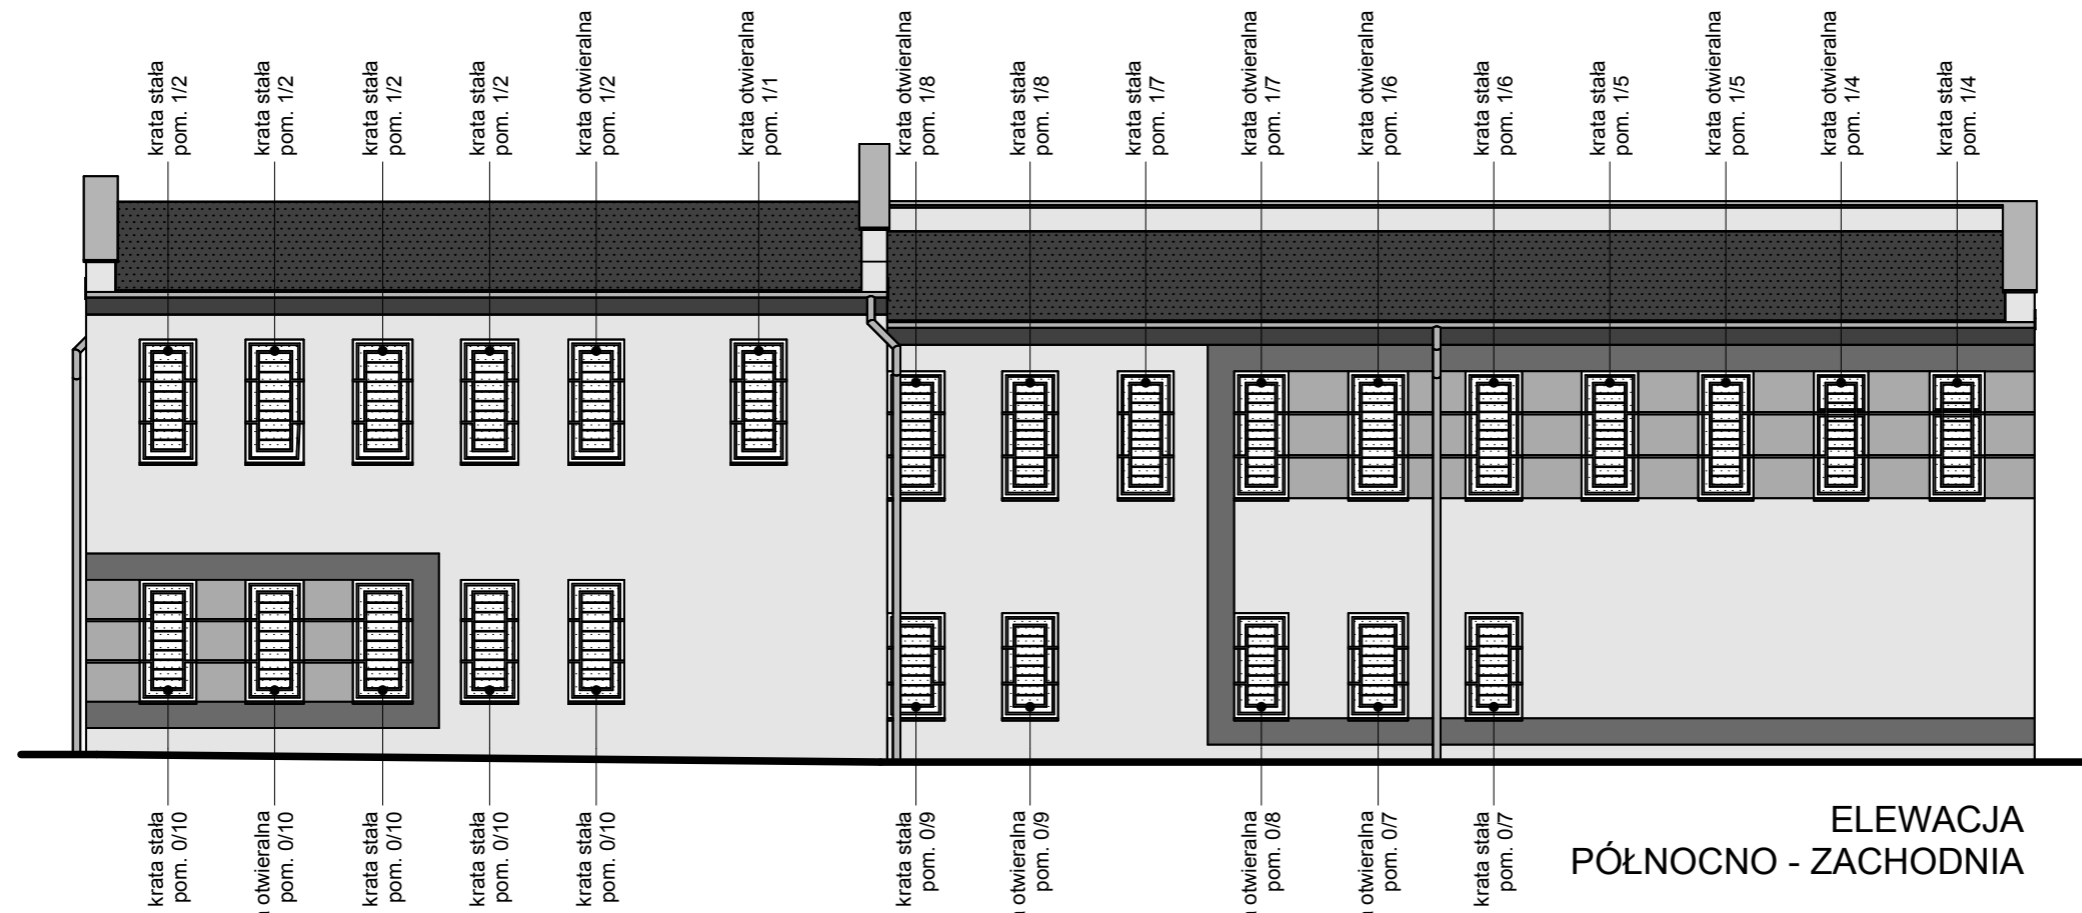 krata stała
pom. 1/2
krata stała
pom. 1/2
krata stała
pom. 1/2
krata stała
pom. 1/2
krata otwieralna
pom. 1/2
krata otwieralna
pom. 1/1
krata otwieralna
pom. 1/8
krata stała
pom. 1/8
krata stała
pom. 1/7
krata otwieralna
pom. 1/7
krata otwieralna
pom. 1/6
krata stała
pom. 1/6
krata stała
pom. 1/5
krata otwieralna
pom. 1/5
krata otwieralna
pom. 1/4
krata stała
pom. 1/4
krata stała
pom. 0/10
a otwieralna
pom. 0/10
krata stała
pom. 0/10
krata stała
pom. 0/10
krata stała
pom. 0/10
krata stała
pom. 0/9
a otwieralna
pom. 0/9
a otwieralna
pom. 0/8
a otwieralna
pom. 0/7
krata stała
pom. 0/7
ELEWACJA
PÓŁNOCNO - ZACHODNIA